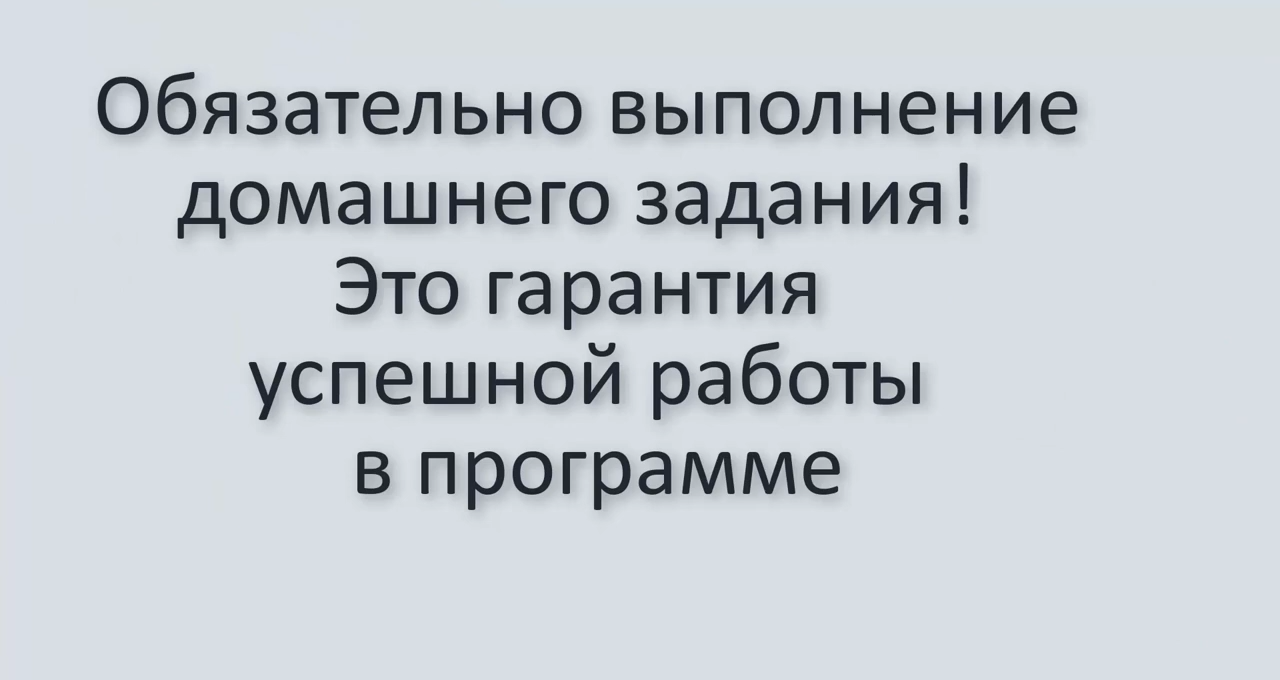 Обязательно выполнение
домашнего задания!
Это гарантия
успешной работы
в программе